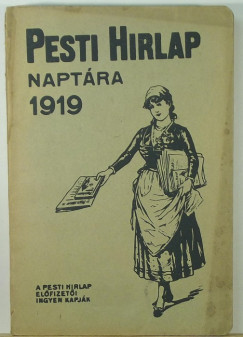 PESTI HIRLAP
NAPTÁRA
1919
A PESTI HIRLAP
ELŐFIZETŐI
INGYEN KAPJÁK